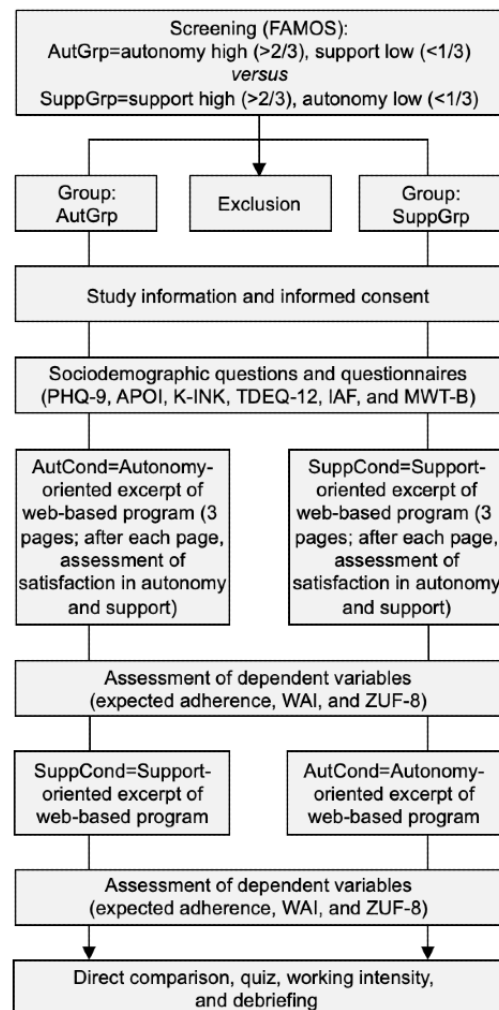 Screening (FAMOS):
AutGrp=autonomy high (>2/3), support low (<1/3)
versus
SuppGrp=support high (>2/3), autonomy low (<1/3)
Group:
AutGrp
Exclusion
Group:
SuppGrp
Study information and informed consent
Sociodemographic questions and questionnaires
(PHQ-9, APOI, K-INK, TDEQ-12, IAF, and MWT-B)
AutCond=Autonomy-
oriented excerpt of
web-based program (3
pages; after each page,
assessment of
satisfaction in autonomy
and support)
SuppCond=Support-
oriented excerpt of
web-based program (3
pages; after each page,
assessment of
satisfaction in autonomy
and support)
Assessment of dependent variables
(expected adherence, WAI, and ZUF-8)
SuppCond=Support-
oriented excerpt of
web-based program
AutCond=Autonomy-
oriented excerpt of
web-based program
Assessment of dependent variables
(expected adherence, WAI, and ZUF-8)
Direct comparison, quiz, working intensity,
and debriefing